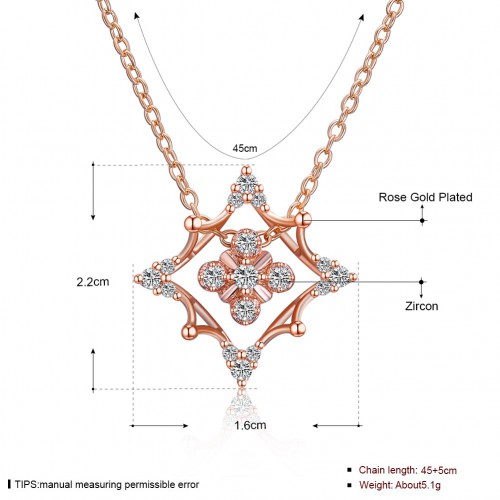 45cm
Rose Gold Plated
2.2cm
Zircon
1.6cm
Chain length: 45+5cm
TIPS:manual measuring permissible error
Weight: About5.1g